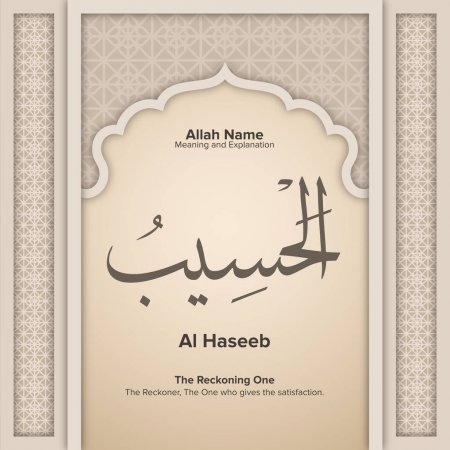 Allah Name
Meaning and Explanation
الْحَسِيبُ
Al Haseeb
The Reckoning One
The Reckoner, The One who gives the satisfaction.